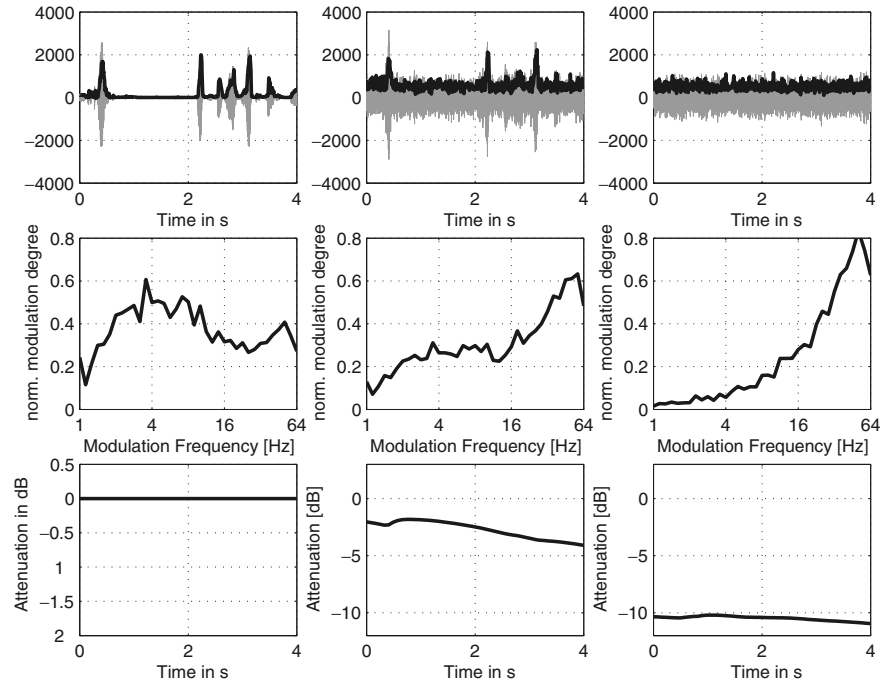 4000
2000
0
−2000
−4000
0 2 4
Time in s
4000
2000
0
−2000
−4000
0 2 4
Time in s
4000
2000
0
−2000
−4000
0 2 4
Time in s
norm. modulation degree
0.8
0.6
0.4
0.2
0
1 4 16 64
Modulation Frequency [Hz]
norm. modulation degree
0.8
0.6
0.4
0.2
0
1 4 16 64
Modulation Frequency [Hz]
norm. modulation degree
0.8
0.6
0.4
0.2
0
1 4 16 64
Modulation Frequency [Hz]
Attenuation in dB
0.5
0
−0.5
1
−1.5
2
0 2 4
Time in s
Attenuation [dB]
0
−5
−10
0 2 4
Time in s
Attenuation [dB]
0
−5
−10
0 2 4
Time in s